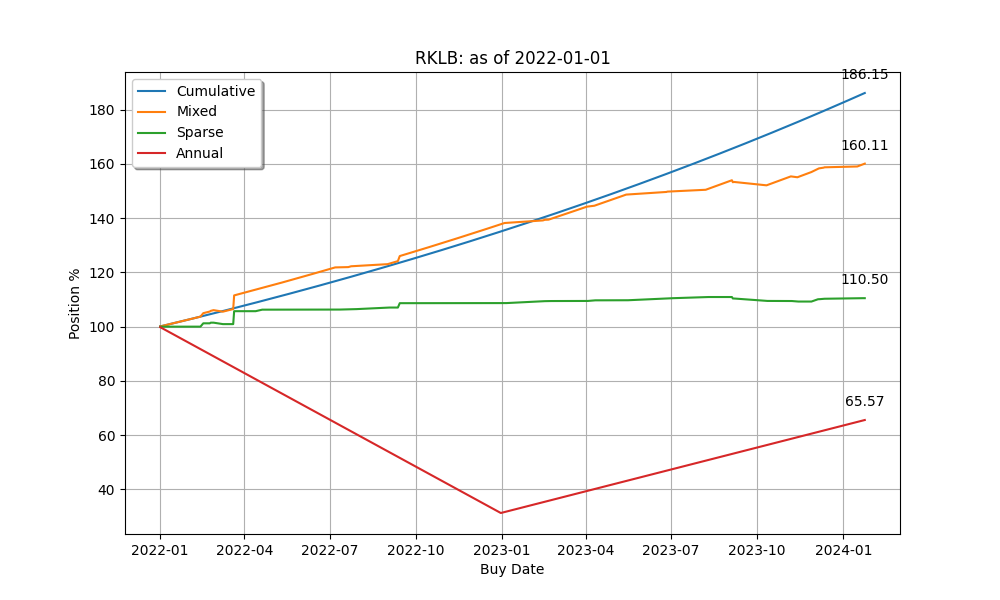 RKLB: as of 2022-01-01
186.15
Cumulative
Mixed
Sparse
Annual
180
160.11
160
140
120
110.50
100
80
65.57
60
40
Position %
2022-01 2022-04 2022-07 2022-10 2023-01 2023-04 2023-07 2023-10 2024-01
Buy Date